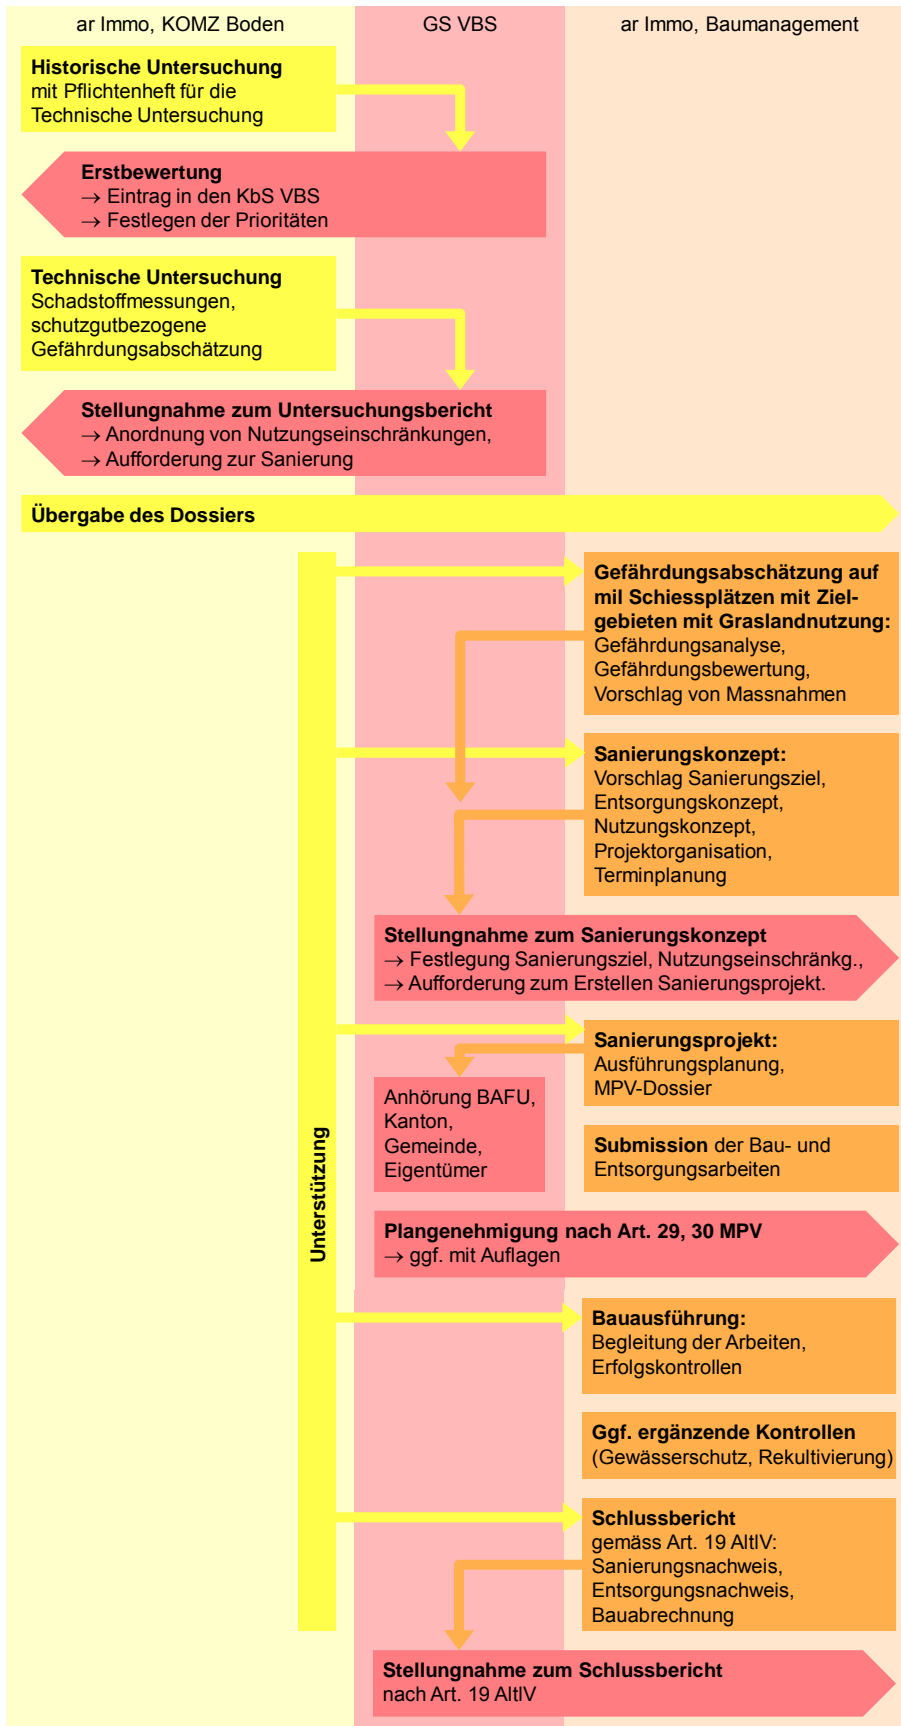 ar Immo, KOMZ Boden
GS VBS
ar Immo, Baumanagement
Historische Untersuchung
mit Pflichtenheft für die
Technische Untersuchung
Erstbewertung
→ Eintrag in den KbS VBS
→ Festlegen der Prioritäten
Technische Untersuchung
Schadstoffmessungen,
schutzgutbezogene
Gefährdungsabschätzung
Stellungnahme zum Untersuchungsbericht
→ Anordnung von Nutzungseinschränkungen,
→ Aufforderung zur Sanierung
Übergabe des Dossiers
Unterstützung
Gefährdungsabschätzung auf
mil Schiessplätzen mit Ziel-
gebieten mit Graslandnutzung:
Gefährdungsanalyse,
Gefährdungsbewertung,
Vorschlag von Massnahmen
Sanierungskonzept:
Vorschlag Sanierungsziel,
Entsorgungskonzept,
Nutzungskonzept,
Projektorganisation,
Terminplanung
Stellungnahme zum Sanierungskonzept
→ Festlegung Sanierungsziel, Nutzungseinschränkg.,
→ Aufforderung zum Erstellen Sanierungsprojekt.
Sanierungsprojekt:
Ausführungsplanung,
MPV-Dossier
Anhörung BAFU,
Kanton,
Gemeinde,
Eigentümer
Submission der Bau- und
Entsorgungsarbeiten
Plangenehmigung nach Art. 29, 30 MPV
→ ggf. mit Auflagen
Bauausführung:
Begleitung der Arbeiten,
Erfolgskontrollen
Ggf. ergänzende Kontrollen
(Gewässerschutz, Rekultivierung)
Schlussbericht
gemäss Art. 19 AltlV:
Sanierungsnachweis,
Entsorgungsnachweis,
Bauabrechnung
Stellungnahme zum Schlussbericht
nach Art. 19 AltlV